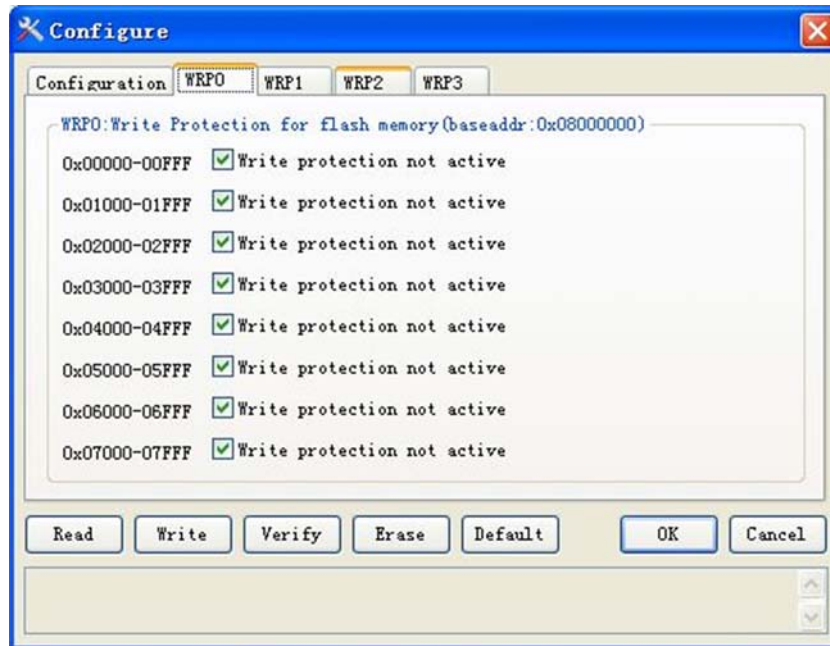 Configure
Configuration WRP0 WRP1 WRP2 WRP3
WRP0:Write Protection for flash memory(baseaddr:0x08000000)
0x00000-00FFF Write protection not active
0x01000-01FFF Write protection not active
0x02000-02FFF Write protection not active
0x03000-03FFF Write protection not active
0x04000-04FFF Write protection not active
0x05000-05FFF Write protection not active
0x06000-06FFF Write protection not active
0x07000-07FFF Write protection not active
Read Write Verify Erase Default OK Cancel